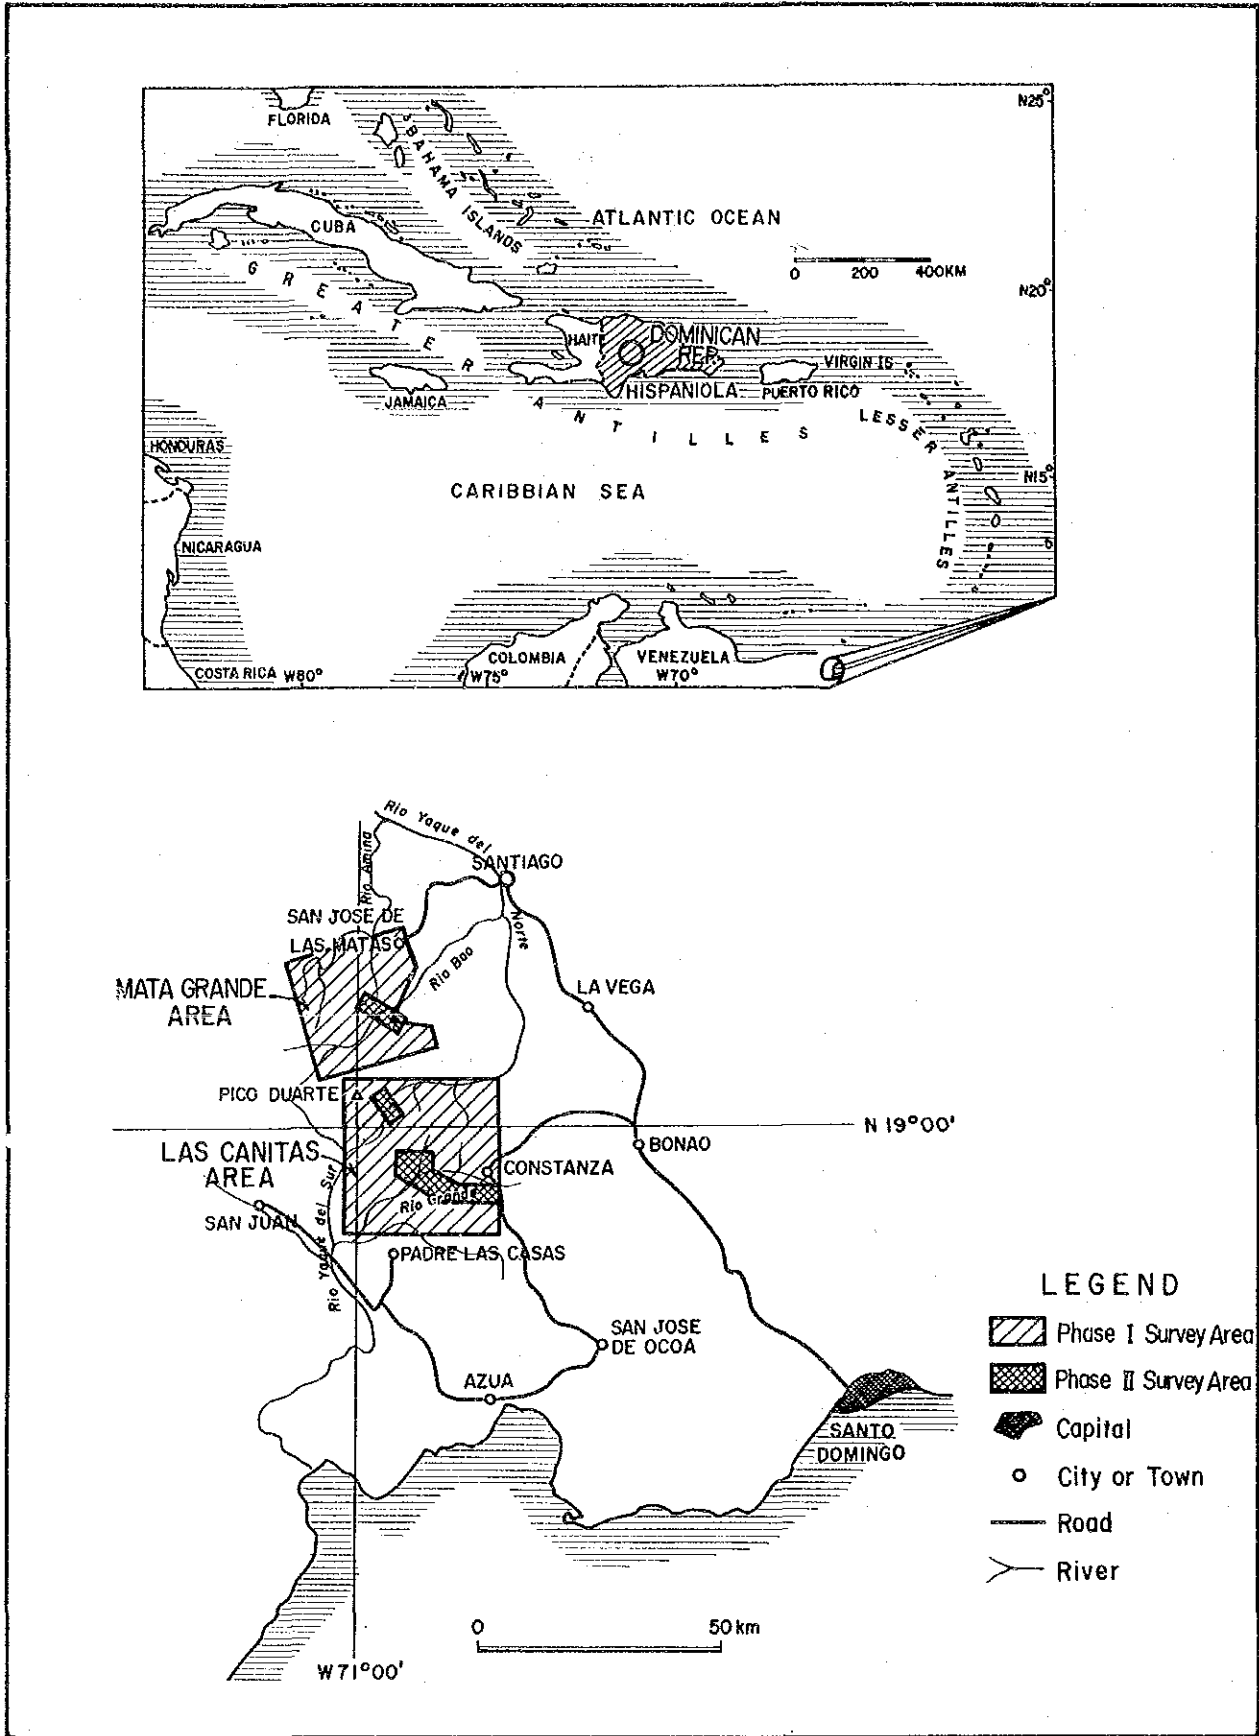 N25°
FLORIDA
BAHAMA ISLANDS
ATLANTIC OCEAN
CUBA
0 200 400KM
N20°
GREATER ANTILLES
HAITI
DOMINICAN
REP.
VIRGIN IS
HISPANIOLA
PUERTO RICO
JAMAICA
LESSER ANTILLES
HONDURAS
N15°
CARIBBIAN SEA
NICARAGUA
COLOMBIA
VENEZUELA
COSTA RICA
W80°
W75°
W70°
Rio Yaque del Norte
Rio Amina
SANTIAGO
SAN JOSE DE
LAS MATAS
Rio Bao
MATA GRANDE
AREA
LA VEGA
PICO DUARTE
N 19°00'
BONAO
LAS CANITAS
AREA
CONSTANZA
Rio Grande
SAN JUAN
Rio Yaque del Sur
PADRE LAS CASAS
SAN JOSE
DE OCOA
AZUA
SANTO
DOMINGO
LEGEND
Phase I Survey Area
Phase II Survey Area
Capital
City or Town
Road
River
0 50 km
W71°00'